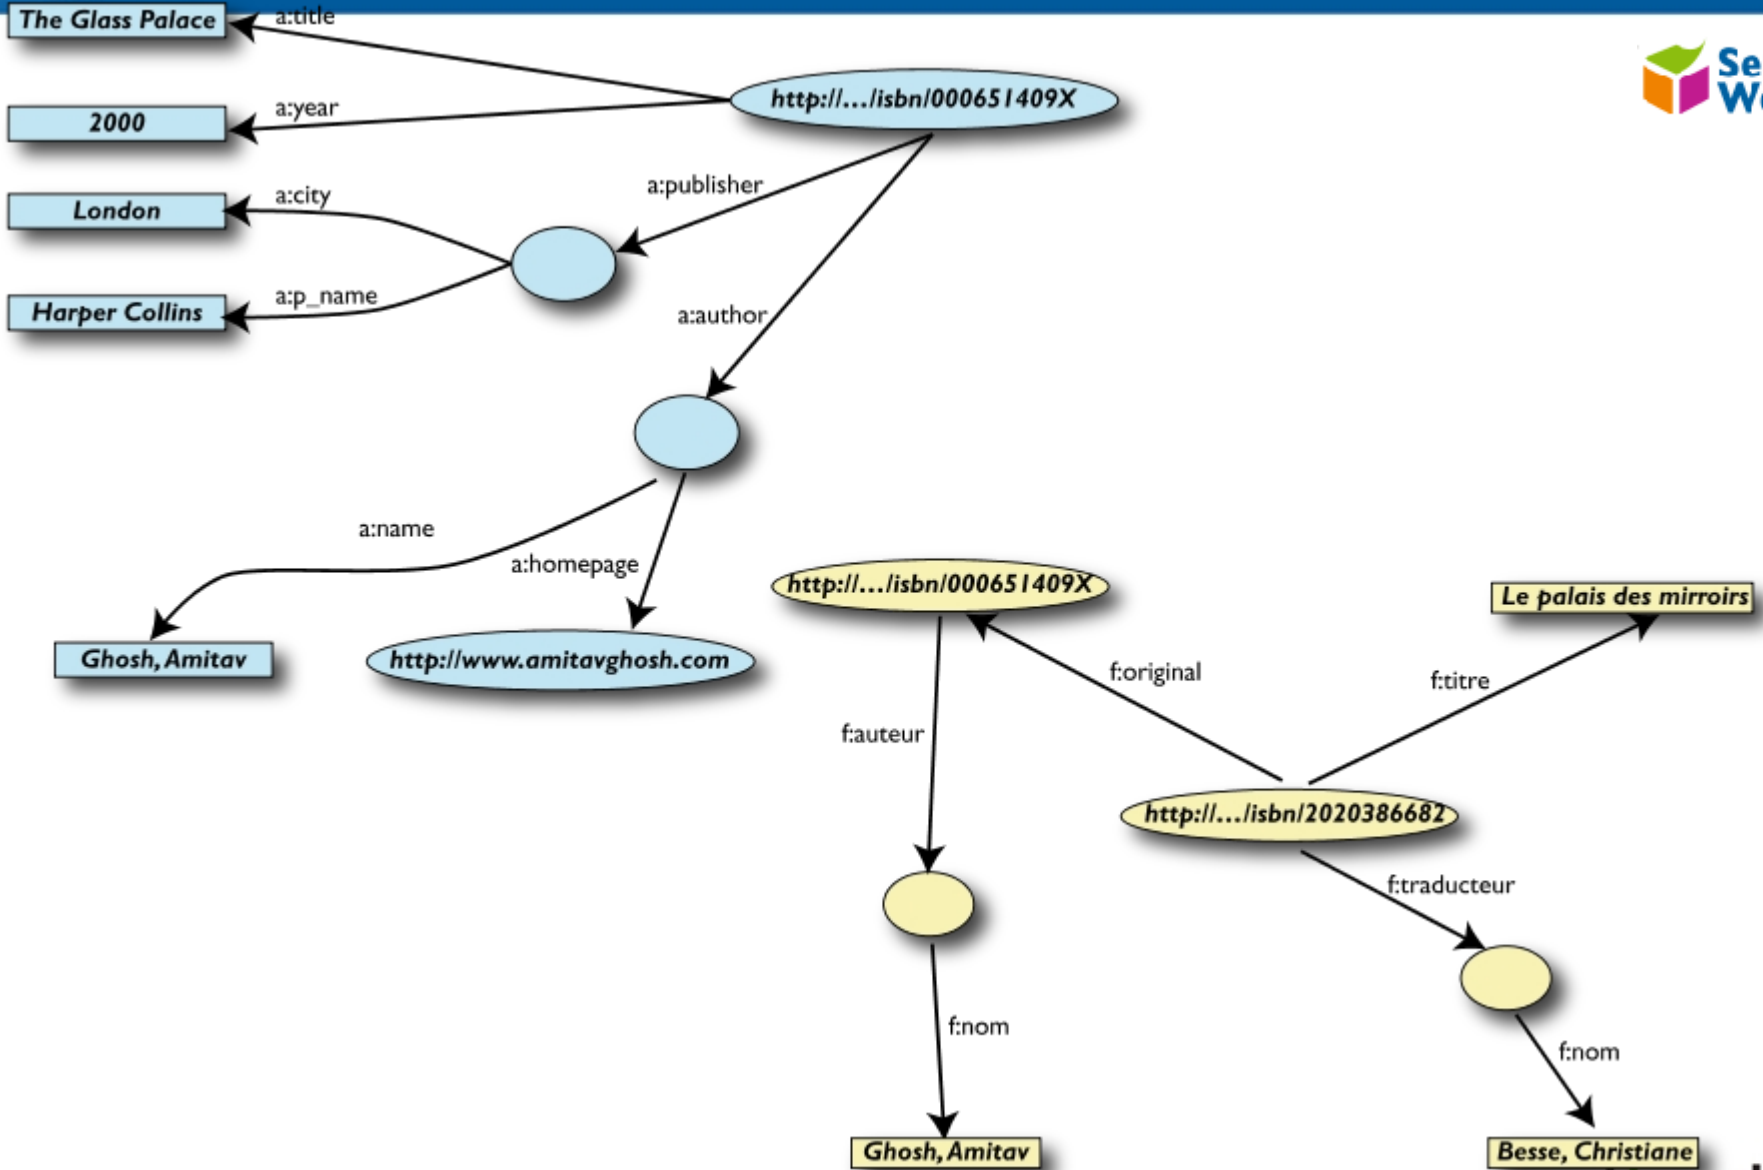 The Glass Palace
a:title
http://.../isbn/000651409X
2000
a:year
London
a:city
a:publisher
Harper Collins
a:p_name
a:author
a:name
a:homepage
Ghosh, Amitav
http://www.amitavghosh.com
http://.../isbn/000651409X
Le palais des mirroirs
f:original
f:titre
f:auteur
http://.../isbn/2020386682
f:traducteur
f:nom
f:nom
Ghosh, Amitav
Besse, Christiane